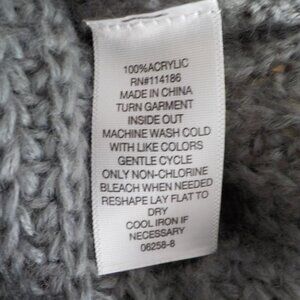 100%ACRYLIC
RN#114186
MADE IN CHINA
TURN GARMENT
INSIDE OUT
MACHINE WASH COLD
WITH LIKE COLORS
GENTLE CYCLE
ONLY NON-CHLORINE
BLEACH WHEN NEEDED
RESHAPE LAY FLAT TO
DRY
COOL IRON IF
NECESSARY
06258-8